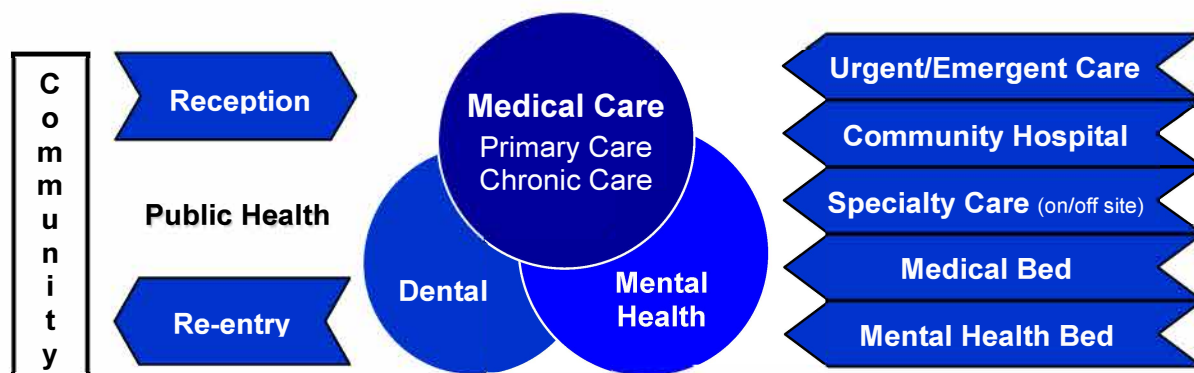 Community
Reception
Public Health
Re-entry
Medical Care
Primary Care
Chronic Care
Dental
Mental
Health
Urgent/Emergent Care
Community Hospital
Specialty Care (on/off site)
Medical Bed
Mental Health Bed